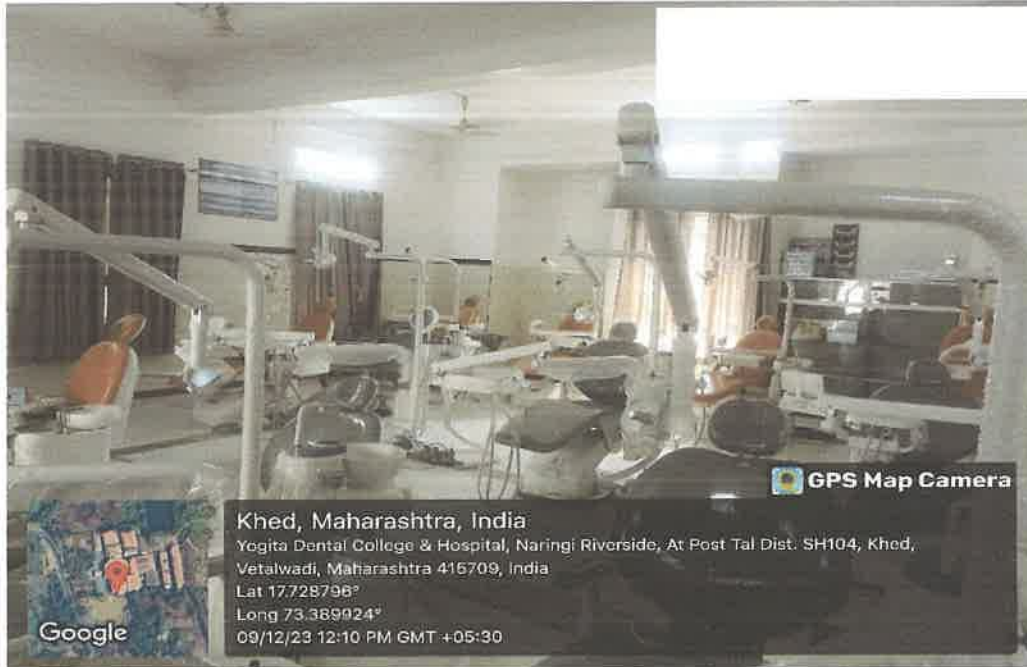 GPS Map Camera
Khed, Maharashtra, India
Yogita Dental College & Hospital, Naringi Riverside, At Post Tal Dist. SH104, Khed,
Vetalwadi, Maharashtra 415709, India
Lat 17.728796°
Long 73.389924°
09/12/23 12:10 PM GMT +05:30
Google